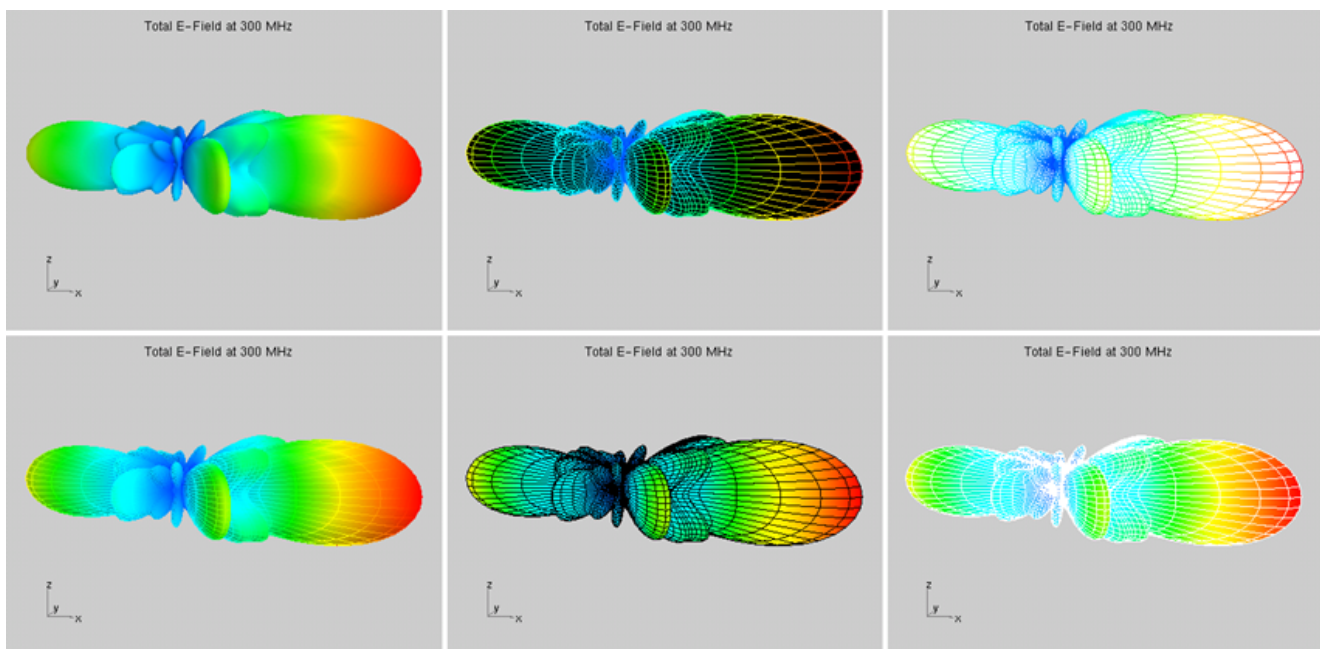 Total E-Field at 300 MHz
Total E-Field at 300 MHz
Total E-Field at 300 MHz
z
y
x
z
y
x
z
y
x
Total E-Field at 300 MHz
Total E-Field at 300 MHz
Total E-Field at 300 MHz
z
y
x
z
y
x
z
y
x